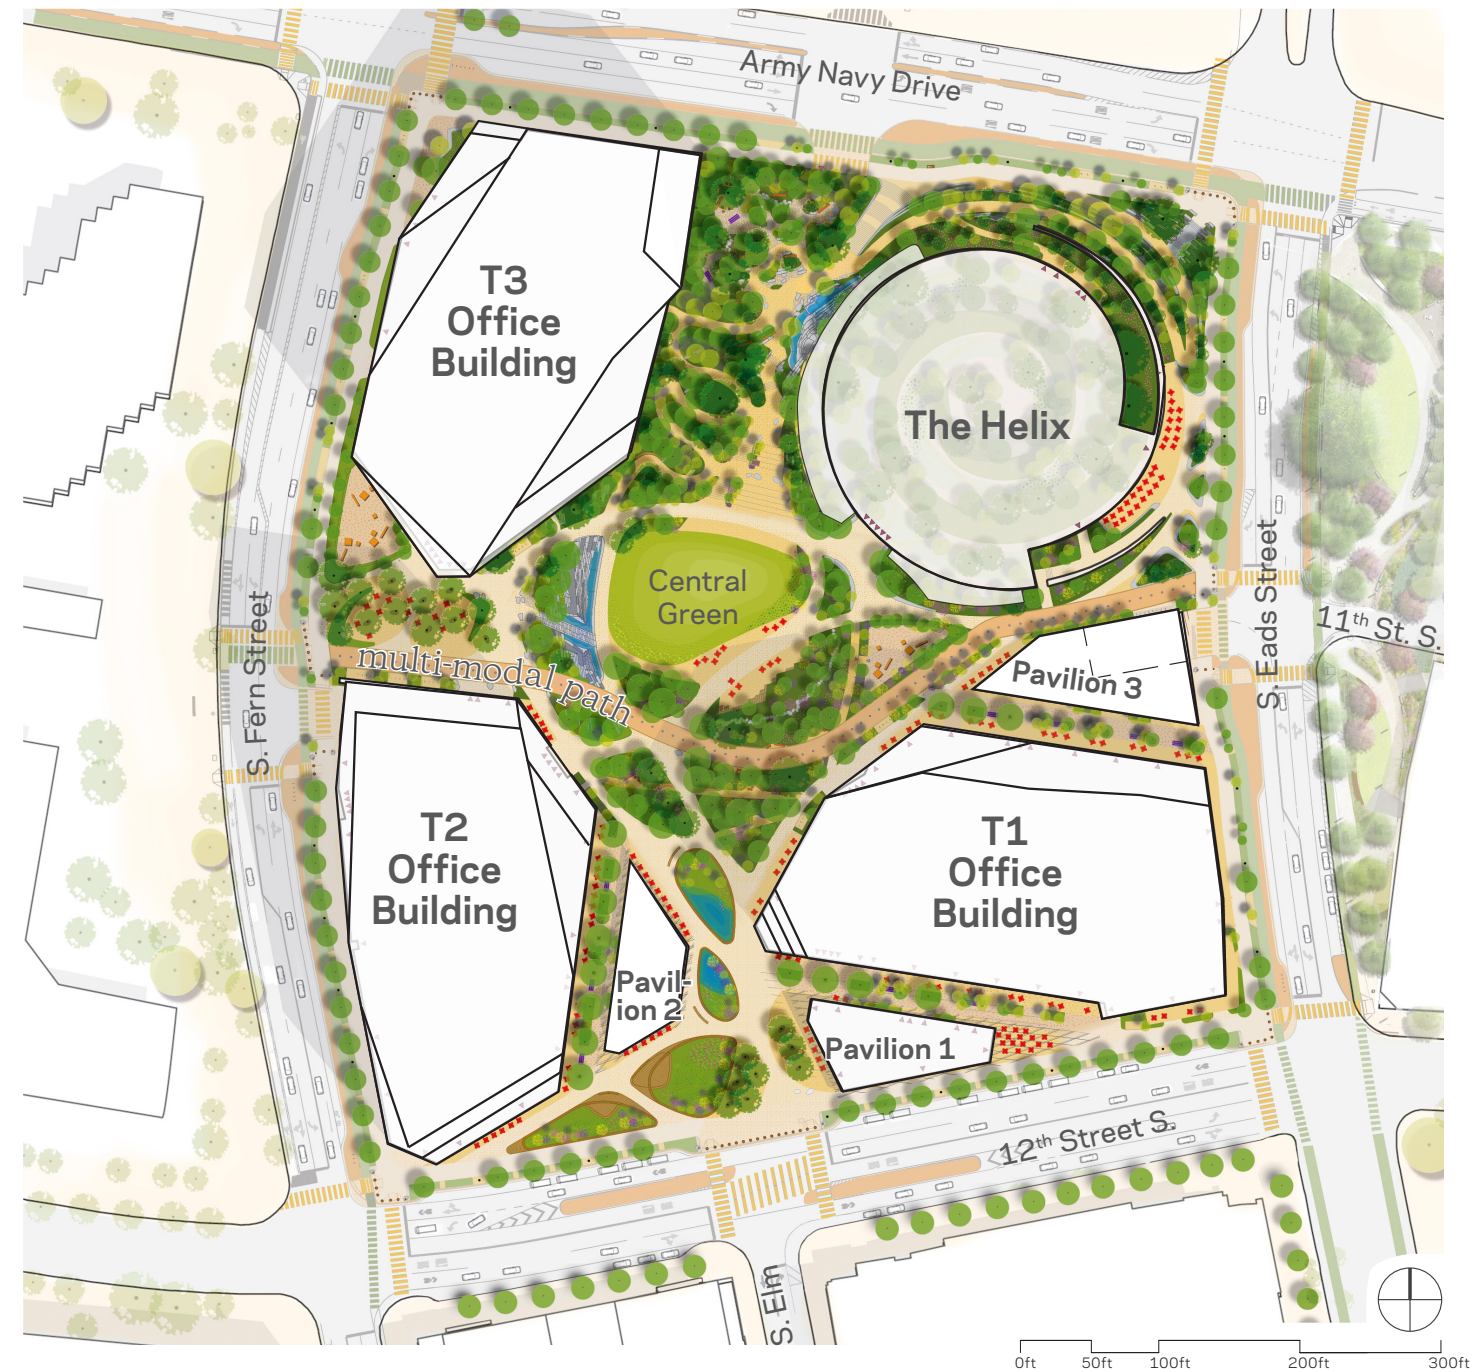 Army Navy Drive
T3
Office
Building
The Helix
Central
Green
S. Fern Street
S. Eads Street
11th St. S.
multi-modal path
Pavilion 3
T2
Office
Building
T1
Office
Building
Pavil-
ion 2
Pavilion 1
12th Street S.
S. Elm
0ft 50ft 100ft 200ft 300ft